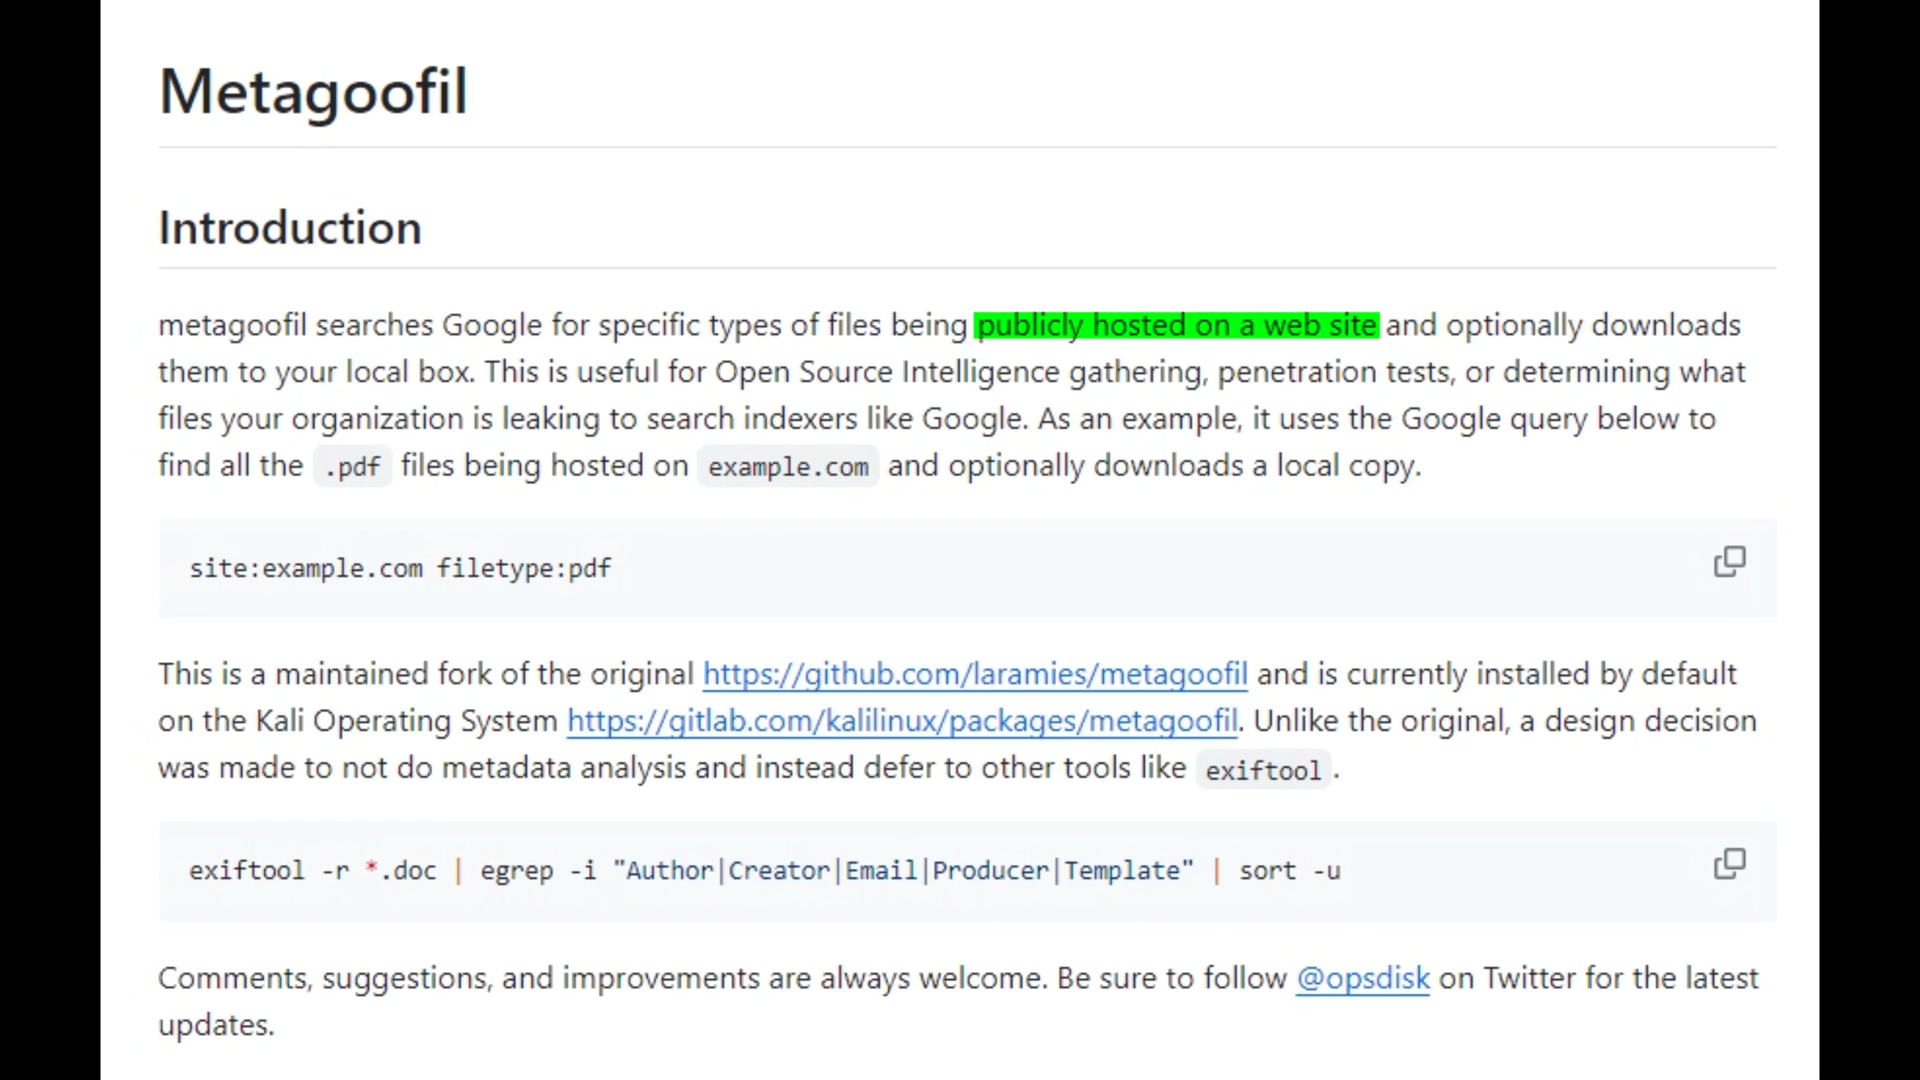 Metagoofil
Introduction
metagoofil searches Google for specific types of files being publicly hosted on a web site and optionally downloads
them to your local box. This is useful for Open Source Intelligence gathering, penetration tests, or determining what
files your organization is leaking to search indexers like Google. As an example, it uses the Google query below to
find all the .pdf files being hosted on example.com and optionally downloads a local copy.
site:example.com filetype:pdf
This is a maintained fork of the original https://github.com/laramies/metagoofil and is currently installed by default
on the Kali Operating System https://gitlab.com/kalilinux/packages/metagoofil. Unlike the original, a design decision
was made to not do metadata analysis and instead defer to other tools like exiftool.
exiftool -r *.doc | egrep -i "Author|Creator|Email|Producer|Template" | sort -u
Comments, suggestions, and improvements are always welcome. Be sure to follow @opsdisk on Twitter for the latest
updates.